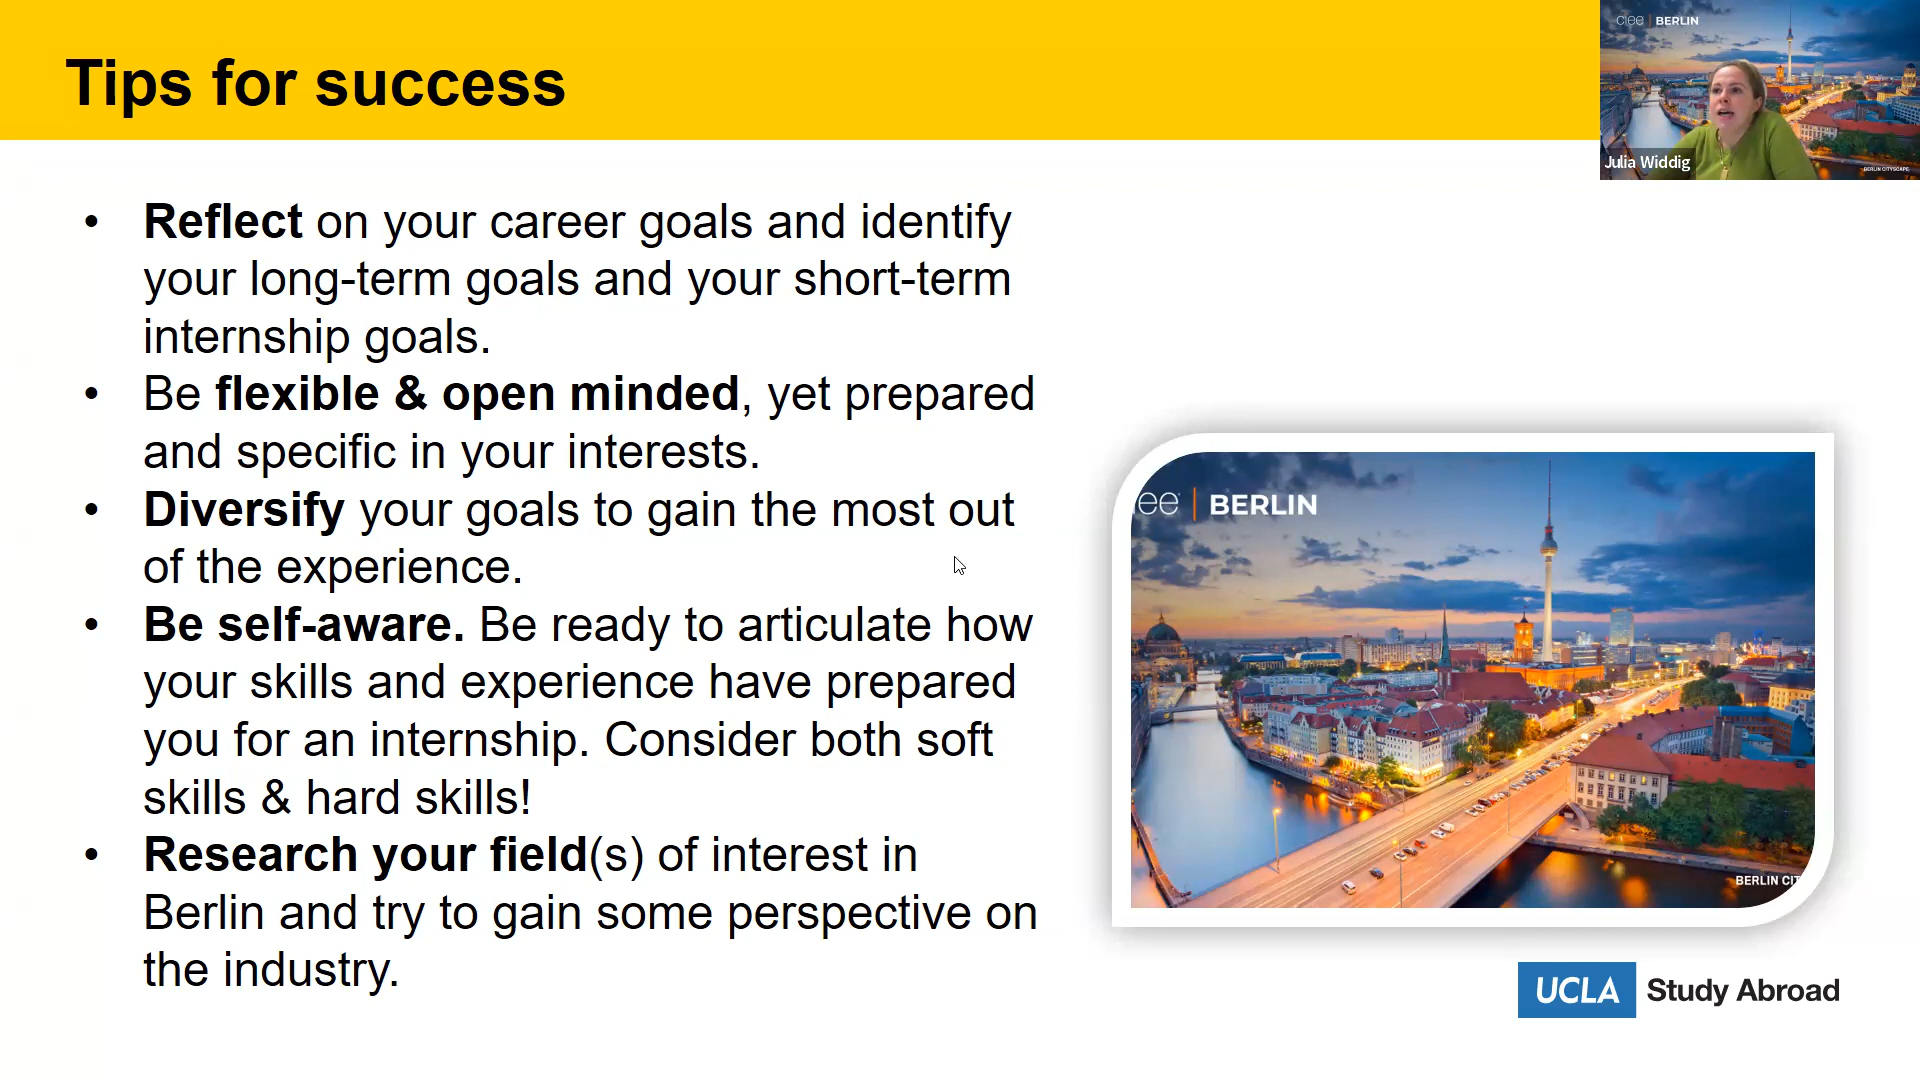 Tips for success
ciee | BERLIN
Julia Widdig
BERLIN CITYSCAPE
• Reflect on your career goals and identify
your long-term goals and your short-term
internship goals.
• Be flexible & open minded, yet prepared
and specific in your interests.
• Diversify your goals to gain the most out
of the experience.
• Be self-aware. Be ready to articulate how
your skills and experience have prepared
you for an internship. Consider both soft
skills & hard skills!
• Research your field(s) of interest in
Berlin and try to gain some perspective on
the industry.
ee | BERLIN
BERLIN CIT
UCLA Study Abroad